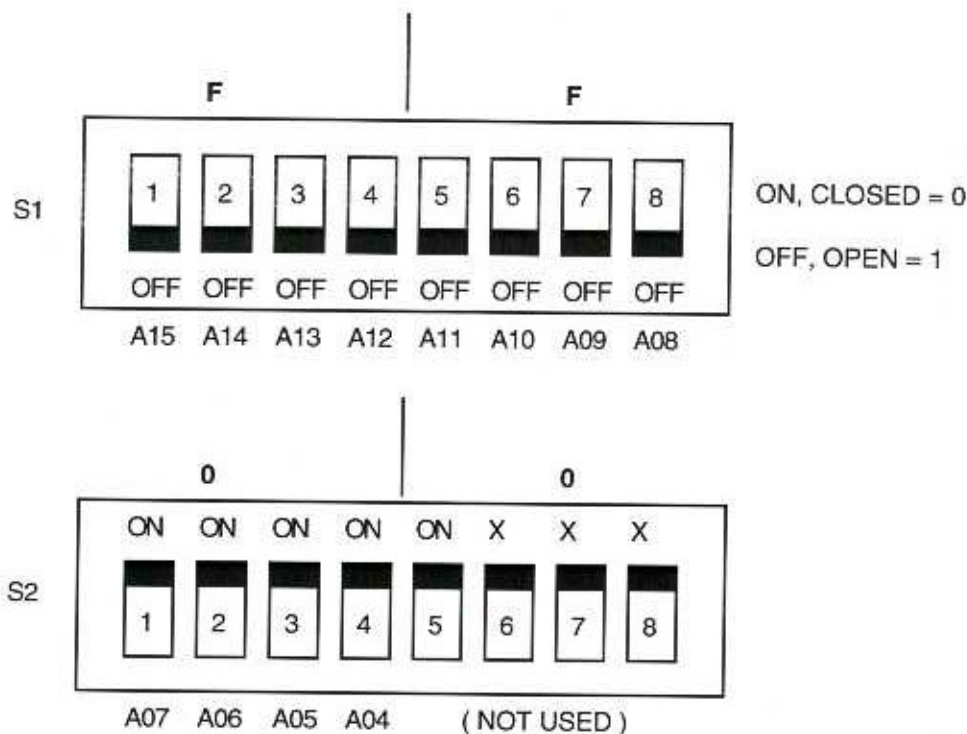 F F
S1
1 2 3 4 5 6 7 8
ON, CLOSED = 0
OFF, OPEN = 1
OFF OFF OFF OFF OFF OFF OFF OFF
A15 A14 A13 A12 A11 A10 A09 A08
0 0
ON ON ON ON ON X X X
S2
1 2 3 4 5 6 7 8
A07 A06 A05 A04 ( NOT USED )